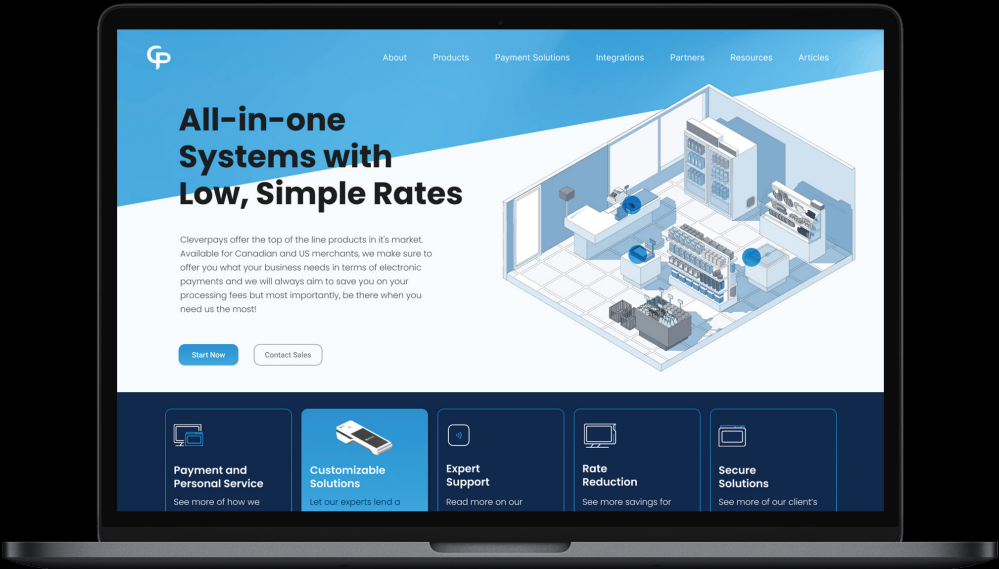 CP
About Products Payment Solutions Integrations Partners Resources Articles
All-in-one
Systems with
Low, Simple Rates
Cleverpays offer the top of the line products in it's market.
Available for Canadian and US merchants, we make sure to
offer you what your business needs in terms of electronic
payments and we will always aim to save you on your
processing fees but most importantly, be there when you
need us the most!
Start Now
Contact Sales
Payment and
Personal Service
See more of how we
Customizable
Solutions
Let our experts lend a
Expert
Support
Read more on our
Rate
Reduction
See more savings for
Secure
Solutions
See more of our client's